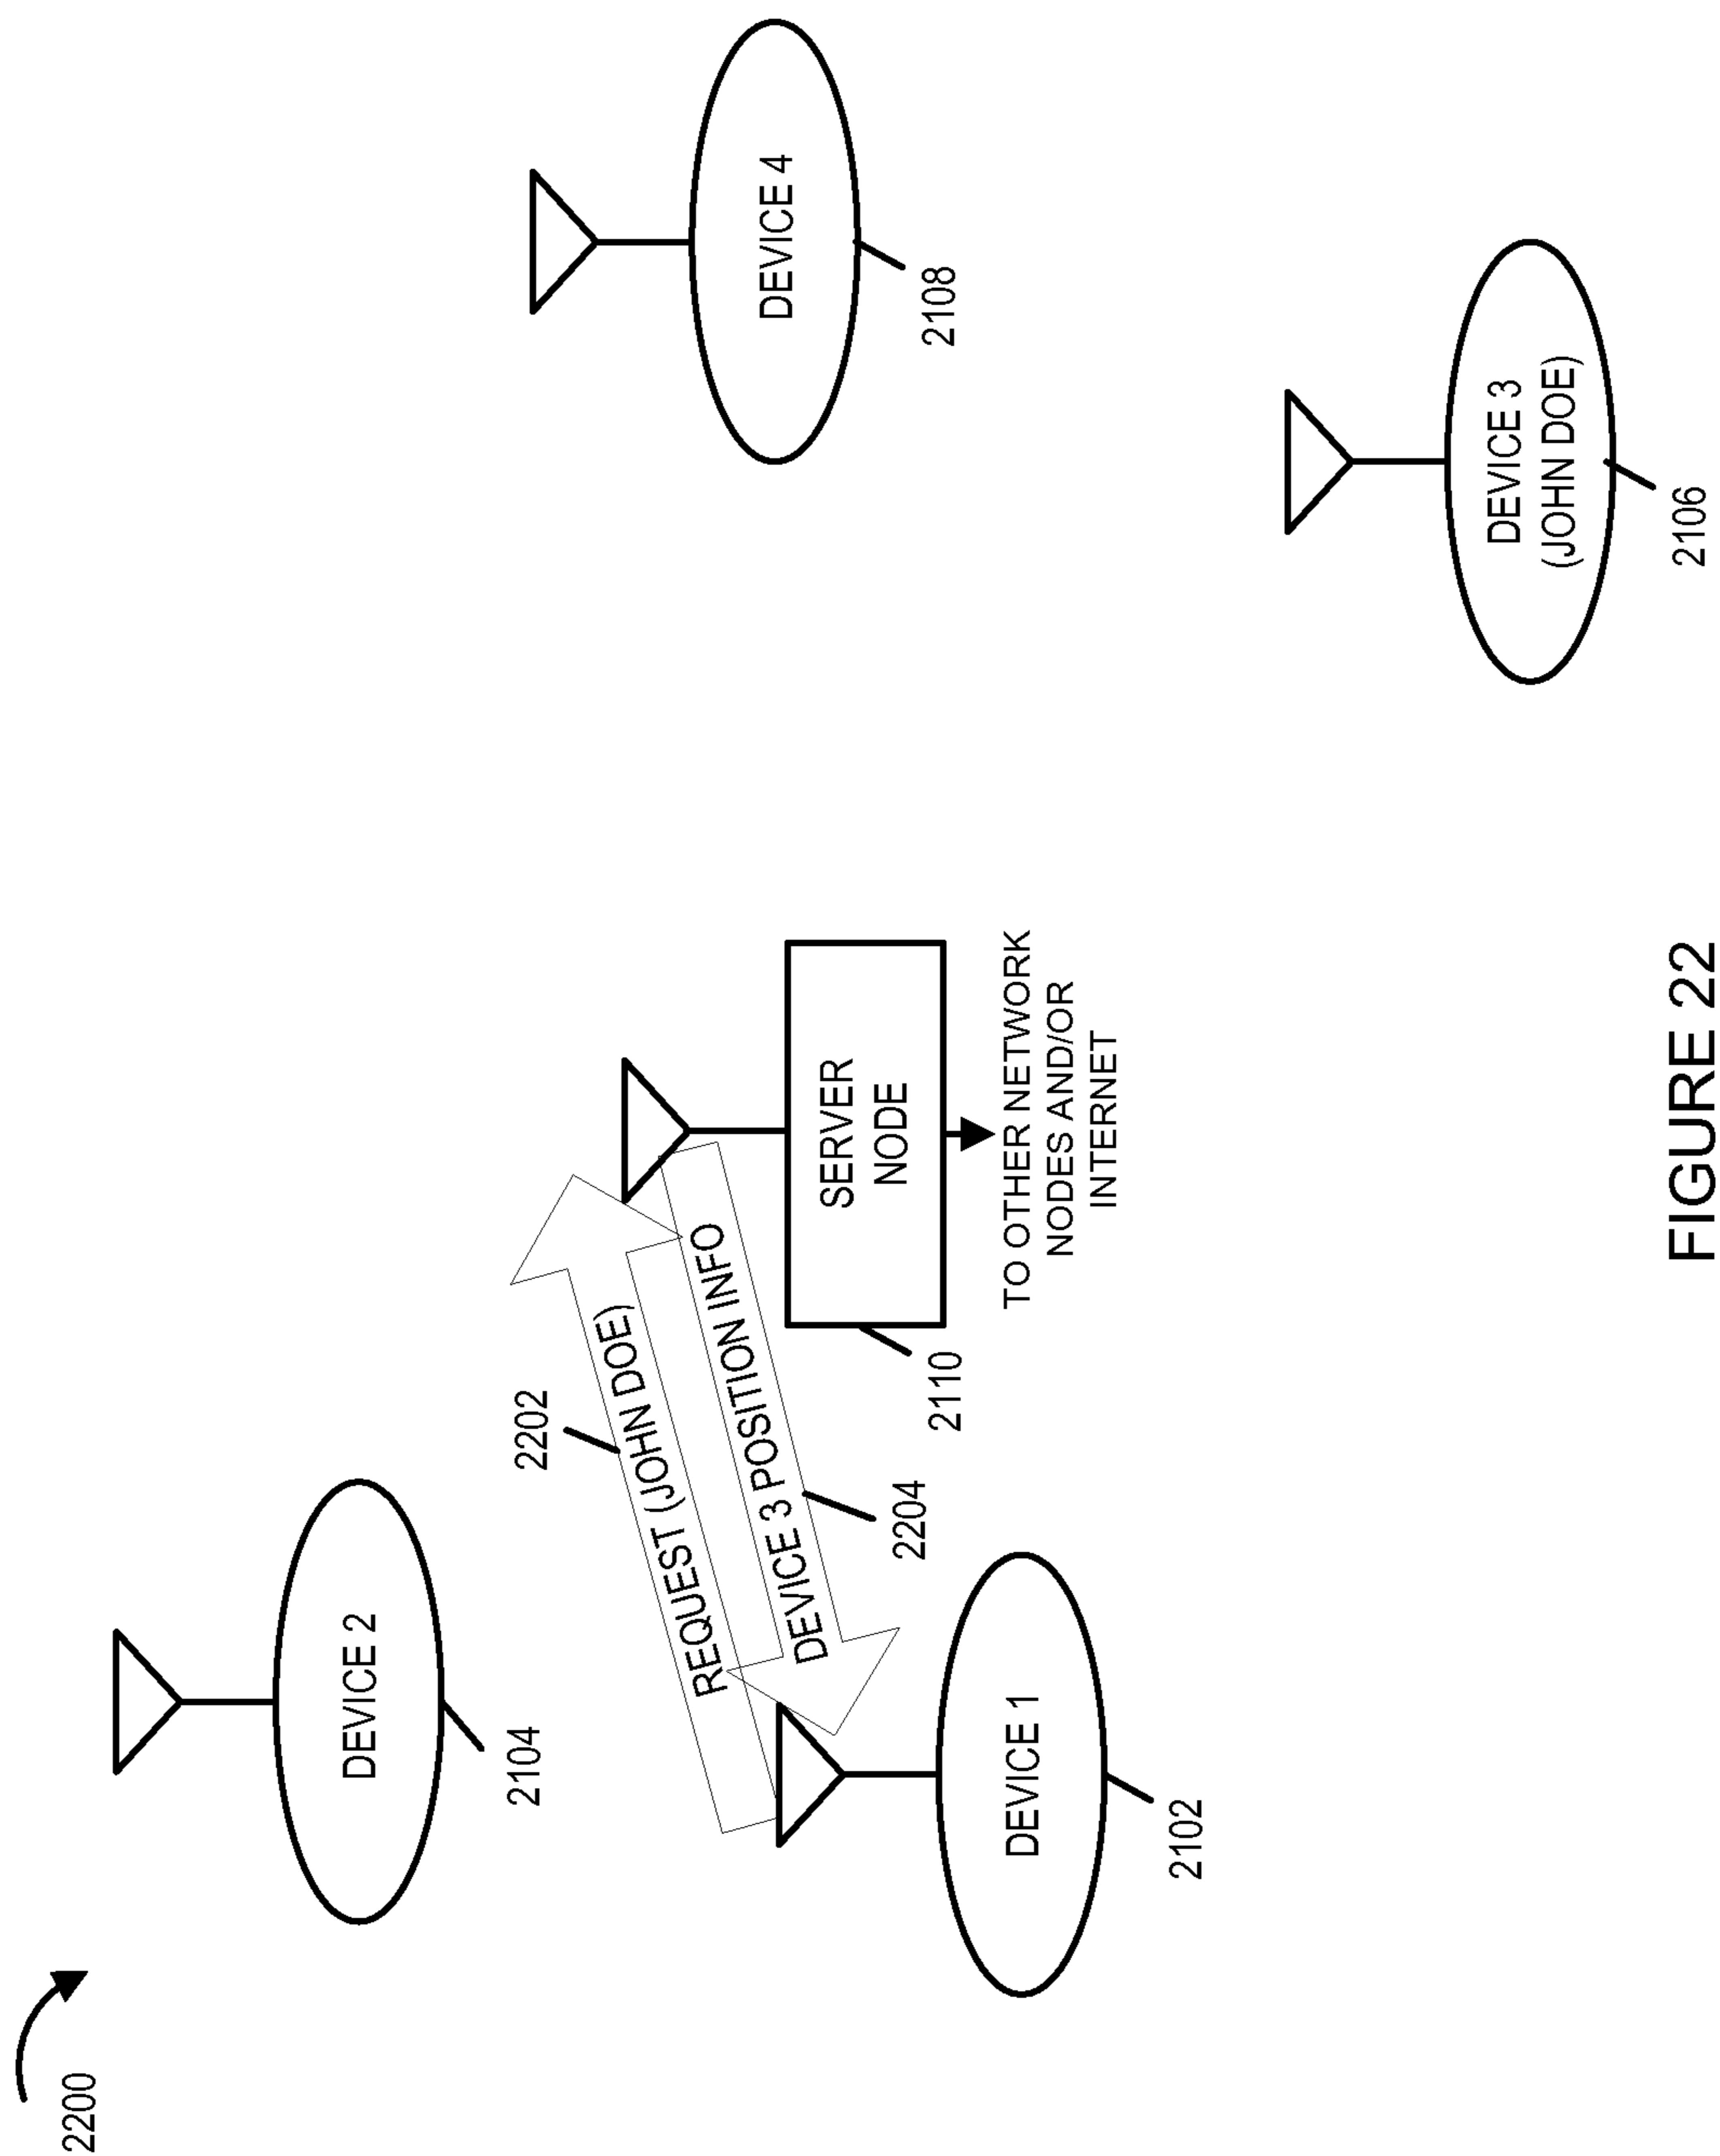 2200
DEVICE 2
2104
DEVICE 4
2108
2202
REQUEST (JOHN DOE)
DEVICE 3 POSITION INFO
2204
SERVER
NODE
2110
TO OTHER NETWORK
NODES AND/OR
INTERNET
DEVICE 1
2102
DEVICE 3
(JOHN DOE)
2106
FIGURE 22